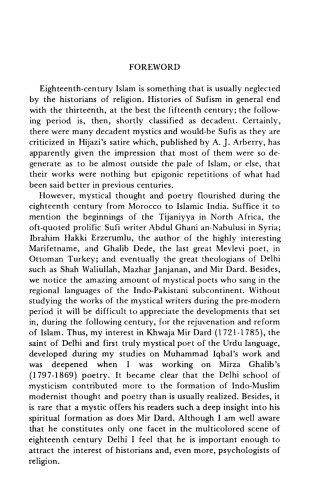 FOREWORD
Eighteenth-century Islam is something that is usually neglected
by the historians of religion. Histories of Sufism in general end
with the thirteenth, at the best the fifteenth century; the follow-
ing period is, then, shortly classified as decadent. Certainly,
there were many decadent mystics and would-be Sufis as they are
criticized in Hijazi's satire which, published by A. J. Arberry, has
apparently given the impression that most of them were so de-
generate as to be almost outside the pale of Islam, or else, that
their works were nothing but epigonic repetitions of what had
been said better in previous centuries.
However, mystical thought and poetry flourished during the
eighteenth century from Morocco to Islamic India. Suffice it to
mention the beginnings of the Tijaniyya in North Africa, the
oft-quoted prolific Sufi writer Abdul Ghani an-Nabulusi in Syria;
Ibrahim Hakki Erzerumlu, the author of the highly interesting
Marifetname, and Ghalib Dede, the last great Mevlevi poet, in
Ottoman Turkey; and eventually the great theologians of Delhi
such as Shah Waliullah, Mazhar Janjanan, and Mir Dard. Besides,
we notice the amazing amount of mystical poets who sang in the
regional languages of the Indo-Pakistani subcontinent. Without
studying the works of the mystical writers during the pre-modern
period it will be difficult to appreciate the developments that set
in, during the following century, for the rejuvenation and reform
of Islam. Thus, my interest in Khwaja Mir Dard (1721-1785), the
saint of Delhi and first truly mystical poet of the Urdu language,
developed during my studies on Muhammad Iqbal's work and
was deepened when I was working on Mirza Ghalib's
(1797-1869) poetry. It became clear that the Delhi school of
mysticism contributed more to the formation of Indo-Muslim
modernist thought and poetry than is usually realized. Besides, it
is rare that a mystic offers his readers such a deep insight into his
spiritual formation as does Mir Dard. Although I am well aware
that he constitutes only one facet in the multicolored scene of
eighteenth century Delhi I feel that he is important enough to
attract the interest of historians and, even more, psychologists of
religion.